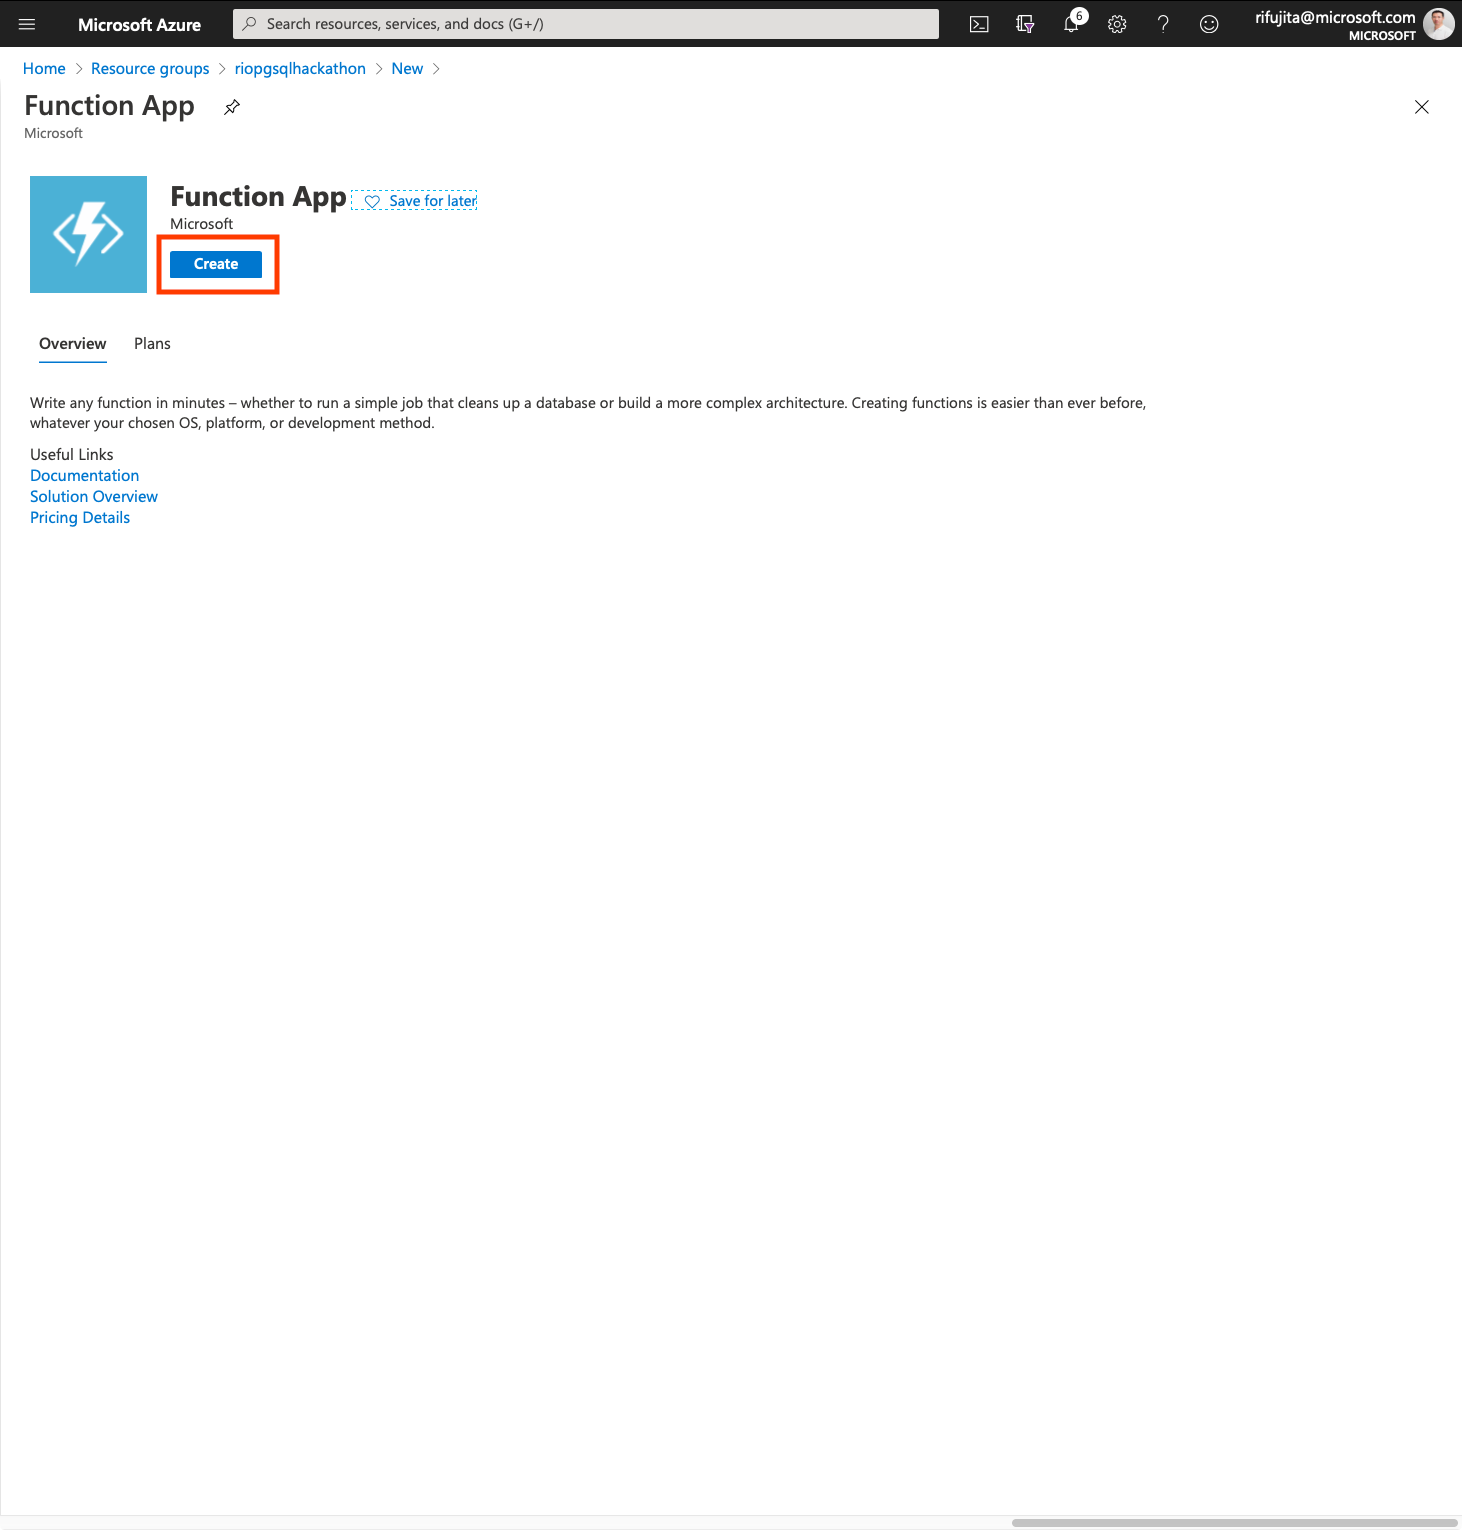 Microsoft Azure
Search resources, services, and docs (G+/)
6
rifujita@microsoft.com
MICROSOFT
Home > Resource groups > riopgsqlhackathon > New >
Function App
Microsoft
Function App
Save for later
Microsoft
Create
Overview Plans
Write any function in minutes – whether to run a simple job that cleans up a database or build a more complex architecture. Creating functions is easier than ever before,
whatever your chosen OS, platform, or development method.
Useful Links
Documentation
Solution Overview
Pricing Details